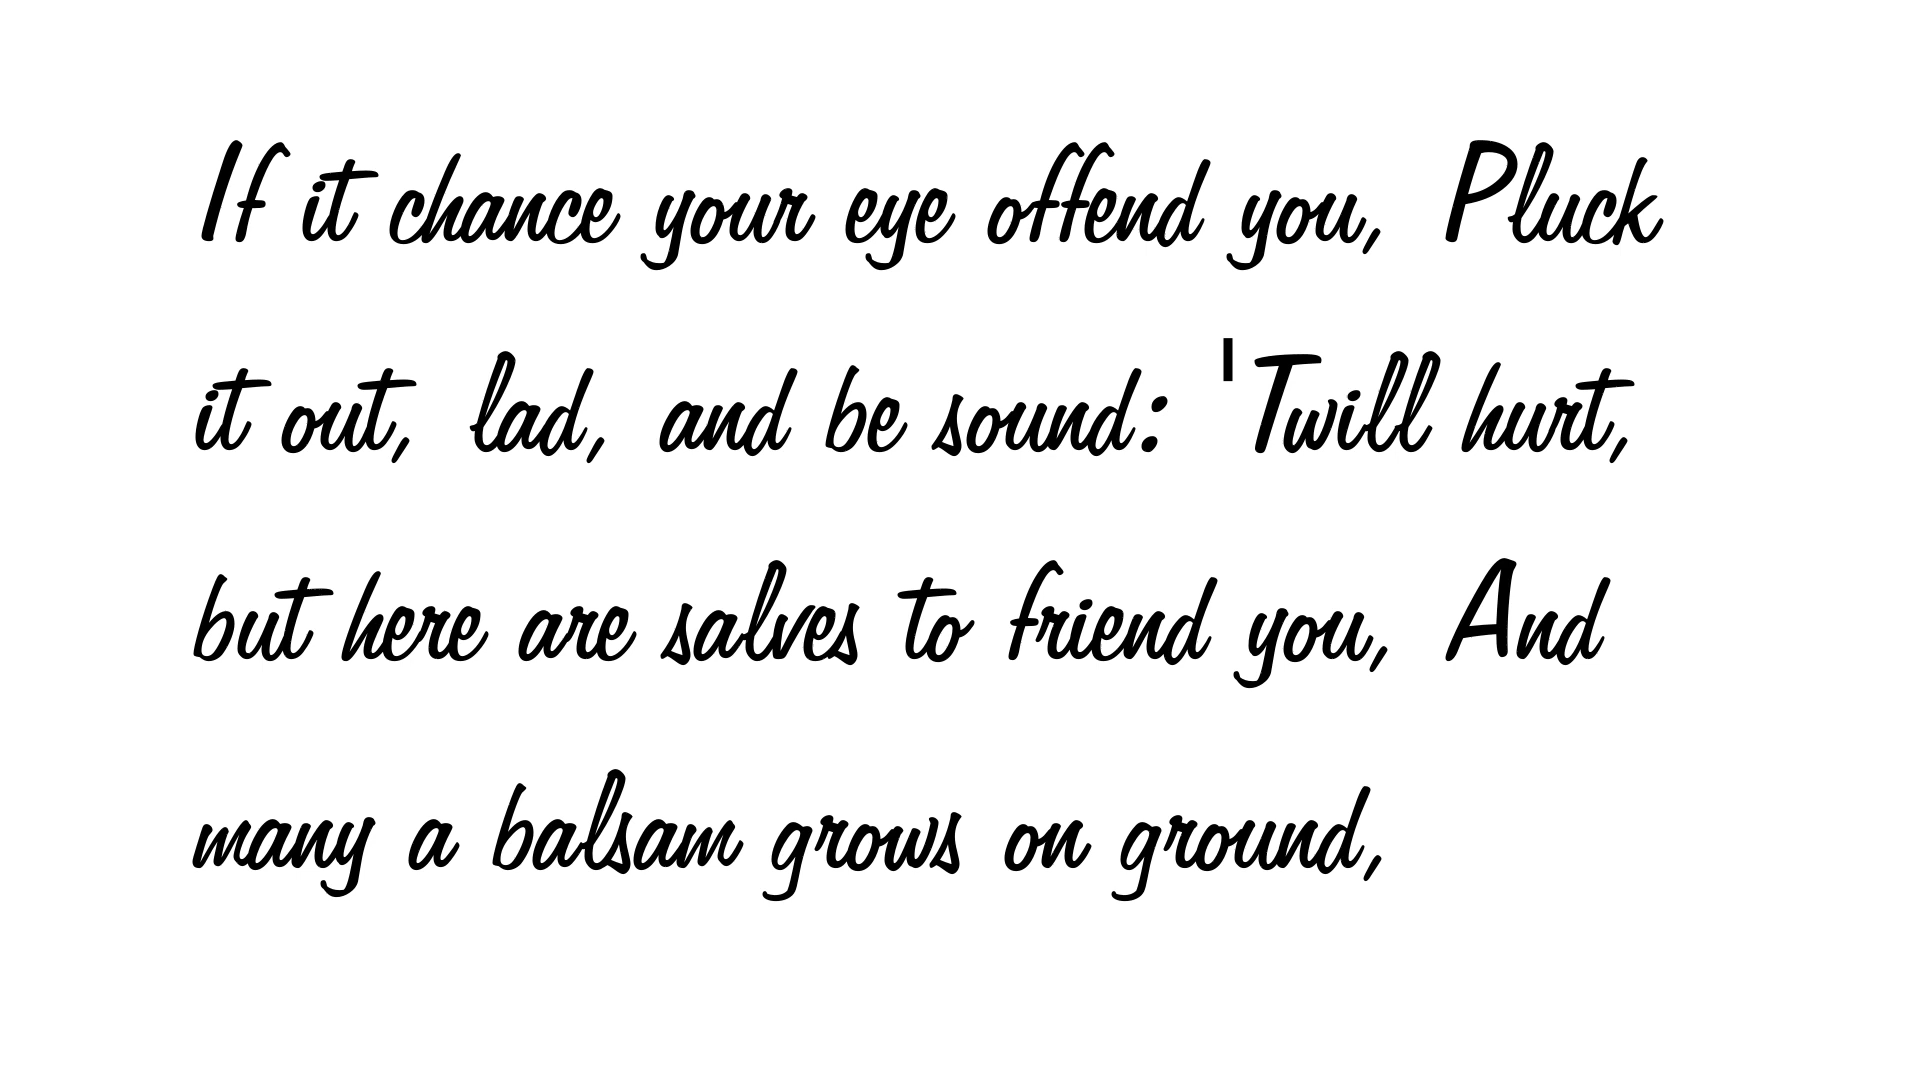 If it chance your eye offend you, Pluck
it out, lad, and be sound: 'Twill hurt,
but here are salves to friend you, And
many a balsam grows on ground,